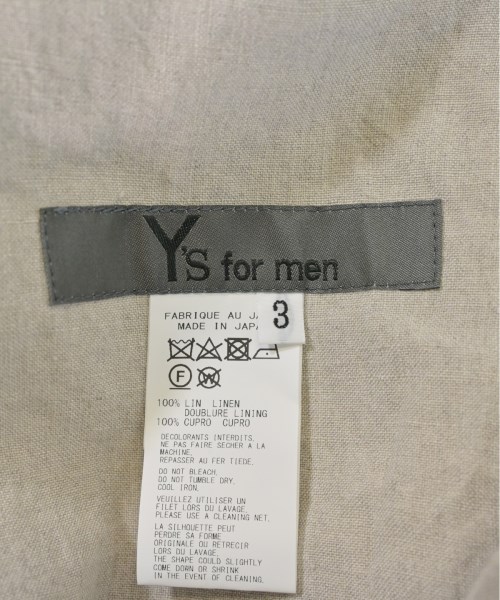 Y's for men
3
FABRIQUE AU JA
MADE IN JAPA
F W
100% LIN LINEN
DOUBLURE LINING
100% CUPRO CUPRO
DECOLORANTS INTERDITS.
NE PAS FAIRE SECHER A LA
MACHINE.
REPASSER AU FER TIEDE.
DO NOT BLEACH.
DO NOT TUMBLE DRY.
COOL IRON.
VEUILLEZ UTILISER UN
FILET LORS DU LAVAGE.
PLEASE USE A CLEANING NET.
LA SILHOUETTE PEUT
PERDRE SA FORME
ORIGINALE OU RETRECIR
LORS DU LAVAGE.
THE SHAPE COULD SLIGHTLY
COME DOWN OR SHRINK
IN THE EVENT OF CLEANING.